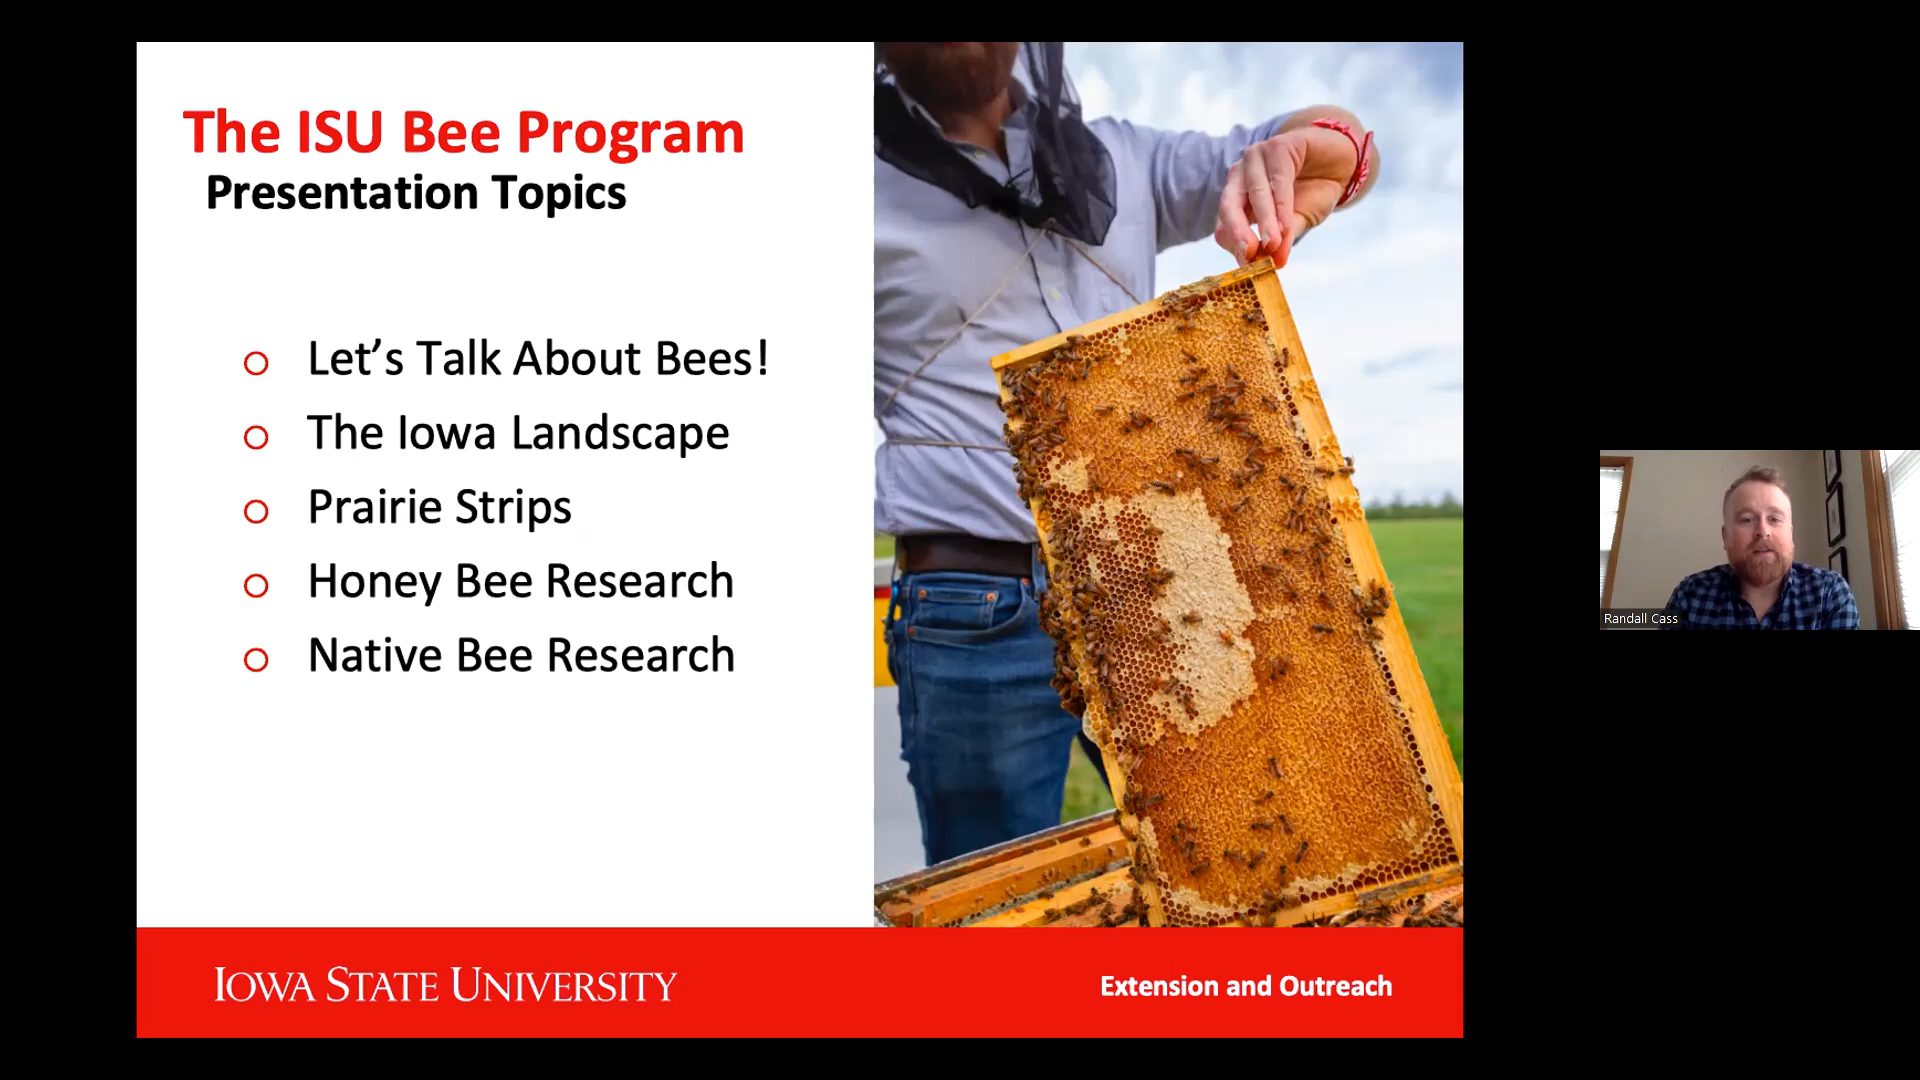 The ISU Bee Program
Presentation Topics
Let's Talk About Bees!
The Iowa Landscape
Prairie Strips
Honey Bee Research
Native Bee Research
IOWA STATE UNIVERSITY
Extension and Outreach
Randall Cass